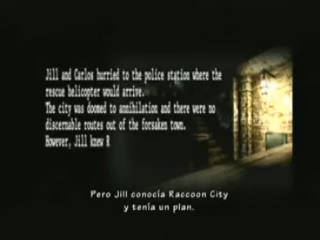 Jill and Carlos hurried to the police station where the
rescue helicopter would arrive.
The city was doomed to annihilation and there were no
discernable routes out of the forsaken town.
However, Jill knew R
Pero Jill conocía Raccoon City
y tenía un plan.